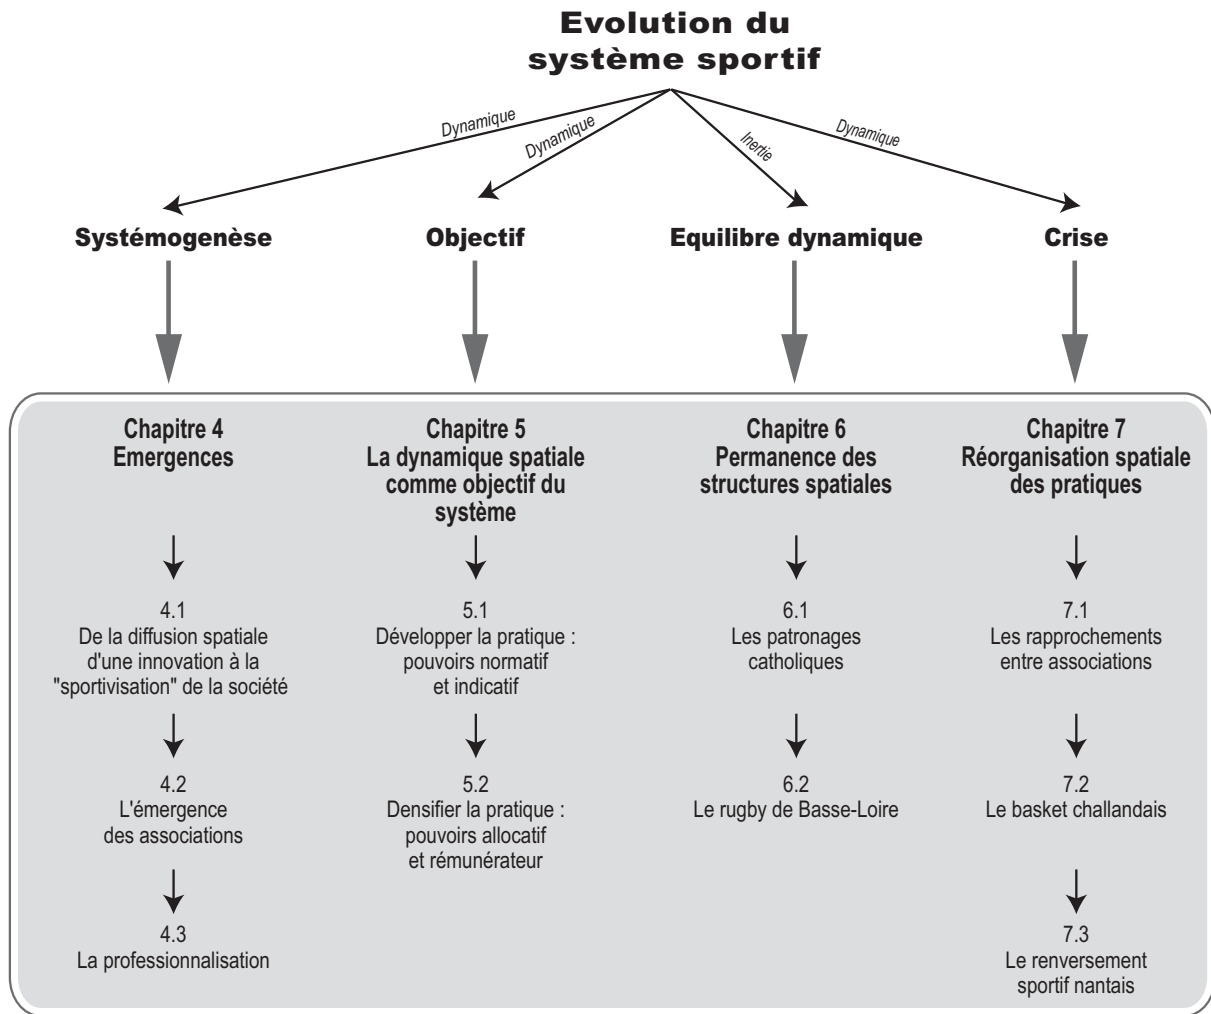 Evolution du
système sportif
Dynamique
Dynamique
Inertie
Dynamique
Systémogenèse
Objectif
Equilibre dynamique
Crise
Chapitre 4
Emergences
4.1
De la diffusion spatiale
d'une innovation à la
"sportivisation" de la société
4.2
L'émergence
des associations
4.3
La professionnalisation
Chapitre 5
La dynamique spatiale
comme objectif du
système
5.1
Développer la pratique :
pouvoirs normatif
et indicatif
5.2
Densifier la pratique :
pouvoirs allocatif
et rémunérateur
Chapitre 6
Permanence des
structures spatiales
6.1
Les patronages
catholiques
6.2
Le rugby de Basse-Loire
Chapitre 7
Réorganisation spatiale
des pratiques
7.1
Les rapprochements
entre associations
7.2
Le basket challandais
7.3
Le renversement
sportif nantais